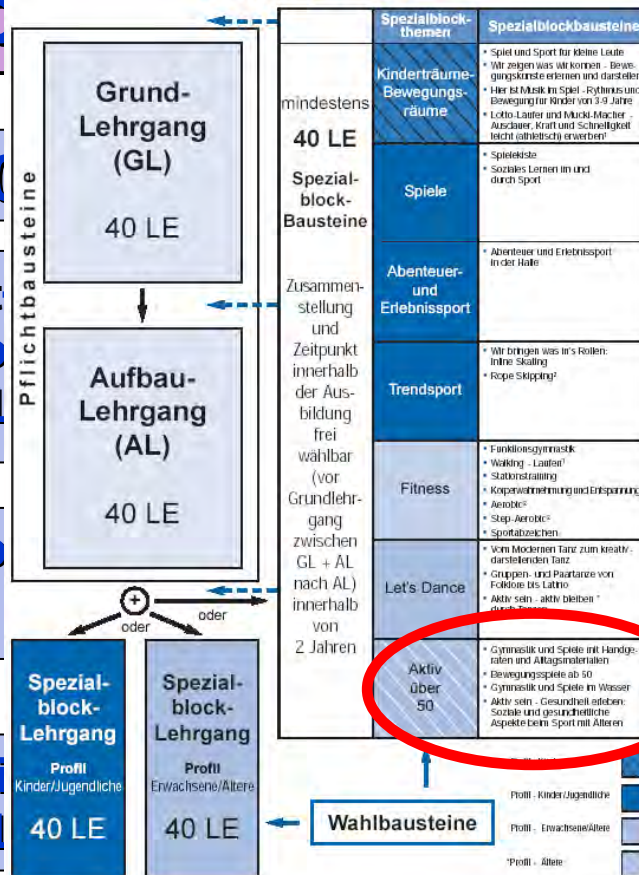 Pflichtbausteine
Grund-
Lehrgang
(GL)
40 LE
Aufbau-
Lehrgang
(AL)
40 LE
oder
oder
Spezial-
block-
Lehrgang
Profil
Kinder/Jugendliche
40 LE
Spezial-
block-
Lehrgang
Profil
Erwachsene/Ältere
40 LE
mindestens
40 LE
Spezial-
block-
Bausteine
Zusammen-
stellung
und
Zeitpunkt
innerhalb
der Aus-
bildung
frei
wählbar
(vor
Grundlehr-
gang
zwischen
GL + AL
nach AL)
innerhalb
von
2 Jahren
Spezialblock-
themen
Spezialblockbausteine
Kinderträume-
Bewegungs-
räume
• Spiel und Sport für kleine Leute
• Wir zeigen was wir können - Bewe-
gungskünste erlernen und darstellen
• Hier ist Musik im Spiel - Rythmus und
Bewegung für Kinder von 3-9 Jahre
• Lotto-Läufer und Mucki-Macher -
Ausdauer, Kraft und Schnelligkeit
leicht (athletisch) erwerben¹
Spiele
• Spielekiste
• Soziales Lernen im und
durch Sport
Abenteuer-
und
Erlebnissport
• Abenteuer und Erlebnissport
in der Halle
Trendsport
• Wir bringen was in's Rollen:
Inline Skating
• Rope Skipping²
Fitness
• Funktionsgymnastik
• Walking - Laufen¹
• Stationstraining
• Körperwahrnehmung und Entspannung
• Aerobic²
• Step-Aerobic²
• Sportabzeichen
Let's Dance
• Vom Modernen Tanz zum kreativ-
darstellenden Tanz
• Gruppen- und Paartänze von
Folklore bis Latino
• Aktiv sein - aktiv bleiben *
durch Tanzen
Aktiv
über
50
• Gymnastik und Spiele mit Handge-
räten und Alltagsmaterialien
• Bewegungsspiele ab 50
• Gymnastik und Spiele im Wasser
• Aktiv sein - Gesundheit erleben:
Soziale und gesundheitliche
Aspekte beim Sport mit Älteren
Wahlbausteine
Profil - Kinder/Jugendliche
Profil - Erwachsene/Ältere
*Profil - Ältere